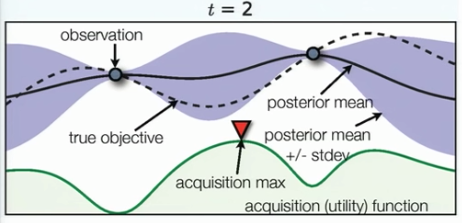 t = 2
observation
posterior mean
true objective
posterior mean
+/- stdev
acquisition max
acquisition (utility) function